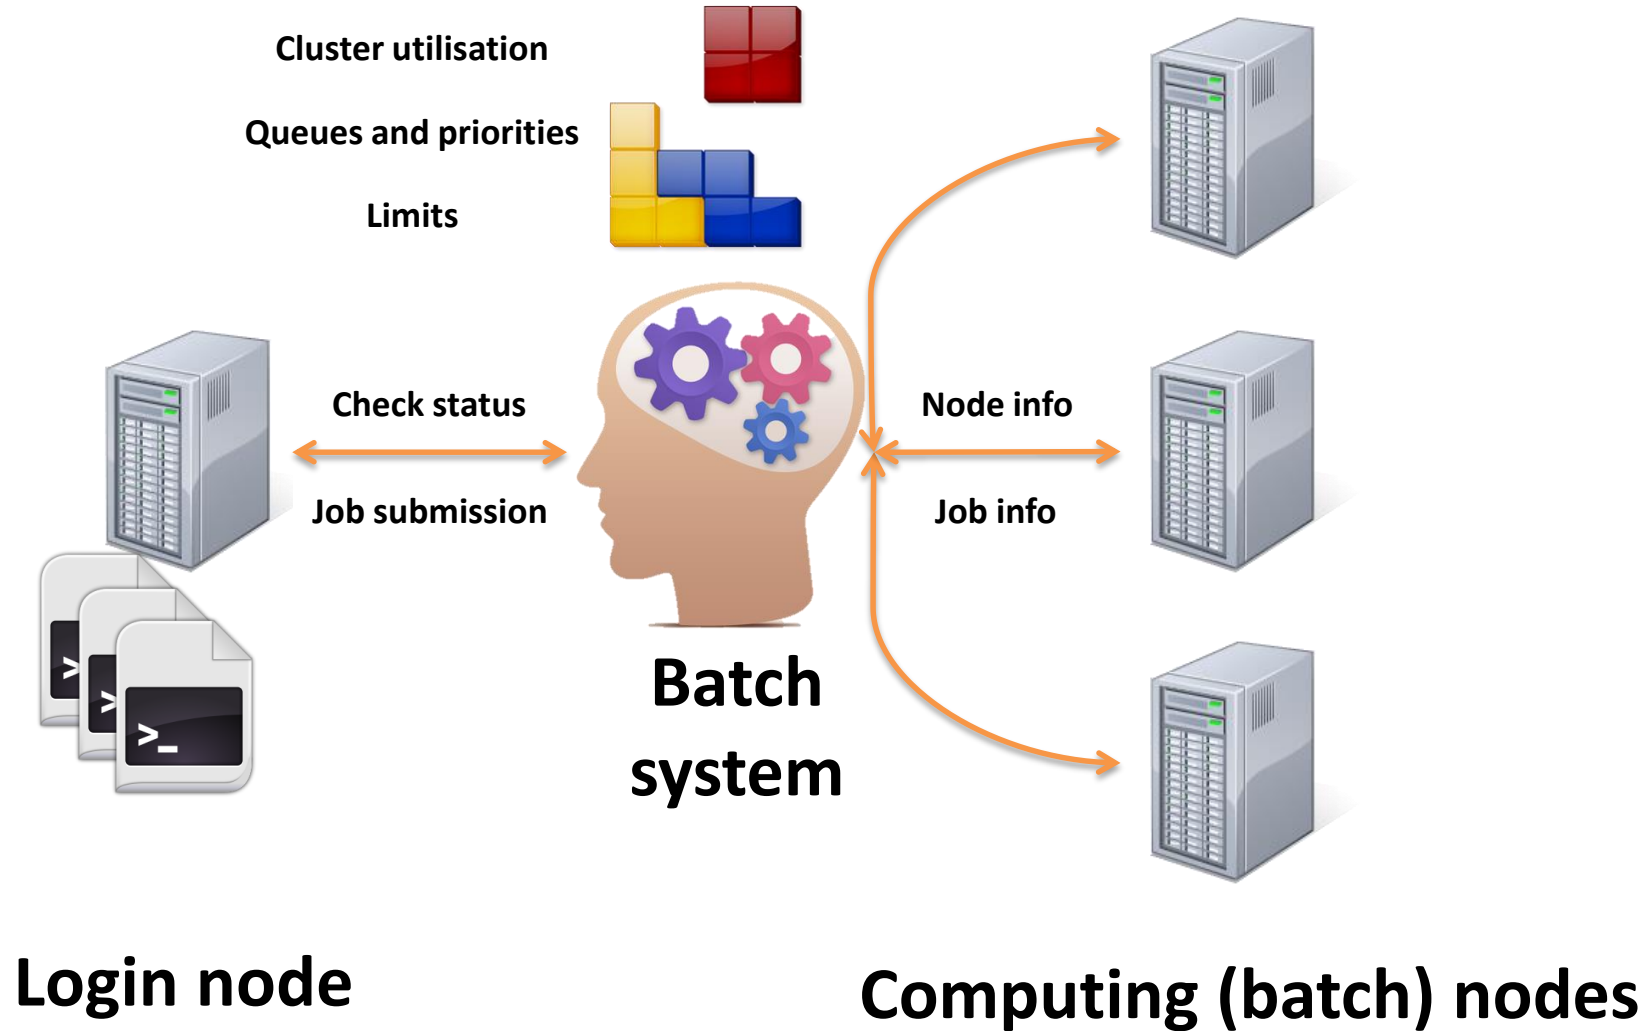 Cluster utilisation
Queues and priorities
Limits
Check status
Job submission
Node info
Job info
>
>
>_
Batch
system
Login node
Computing (batch) nodes